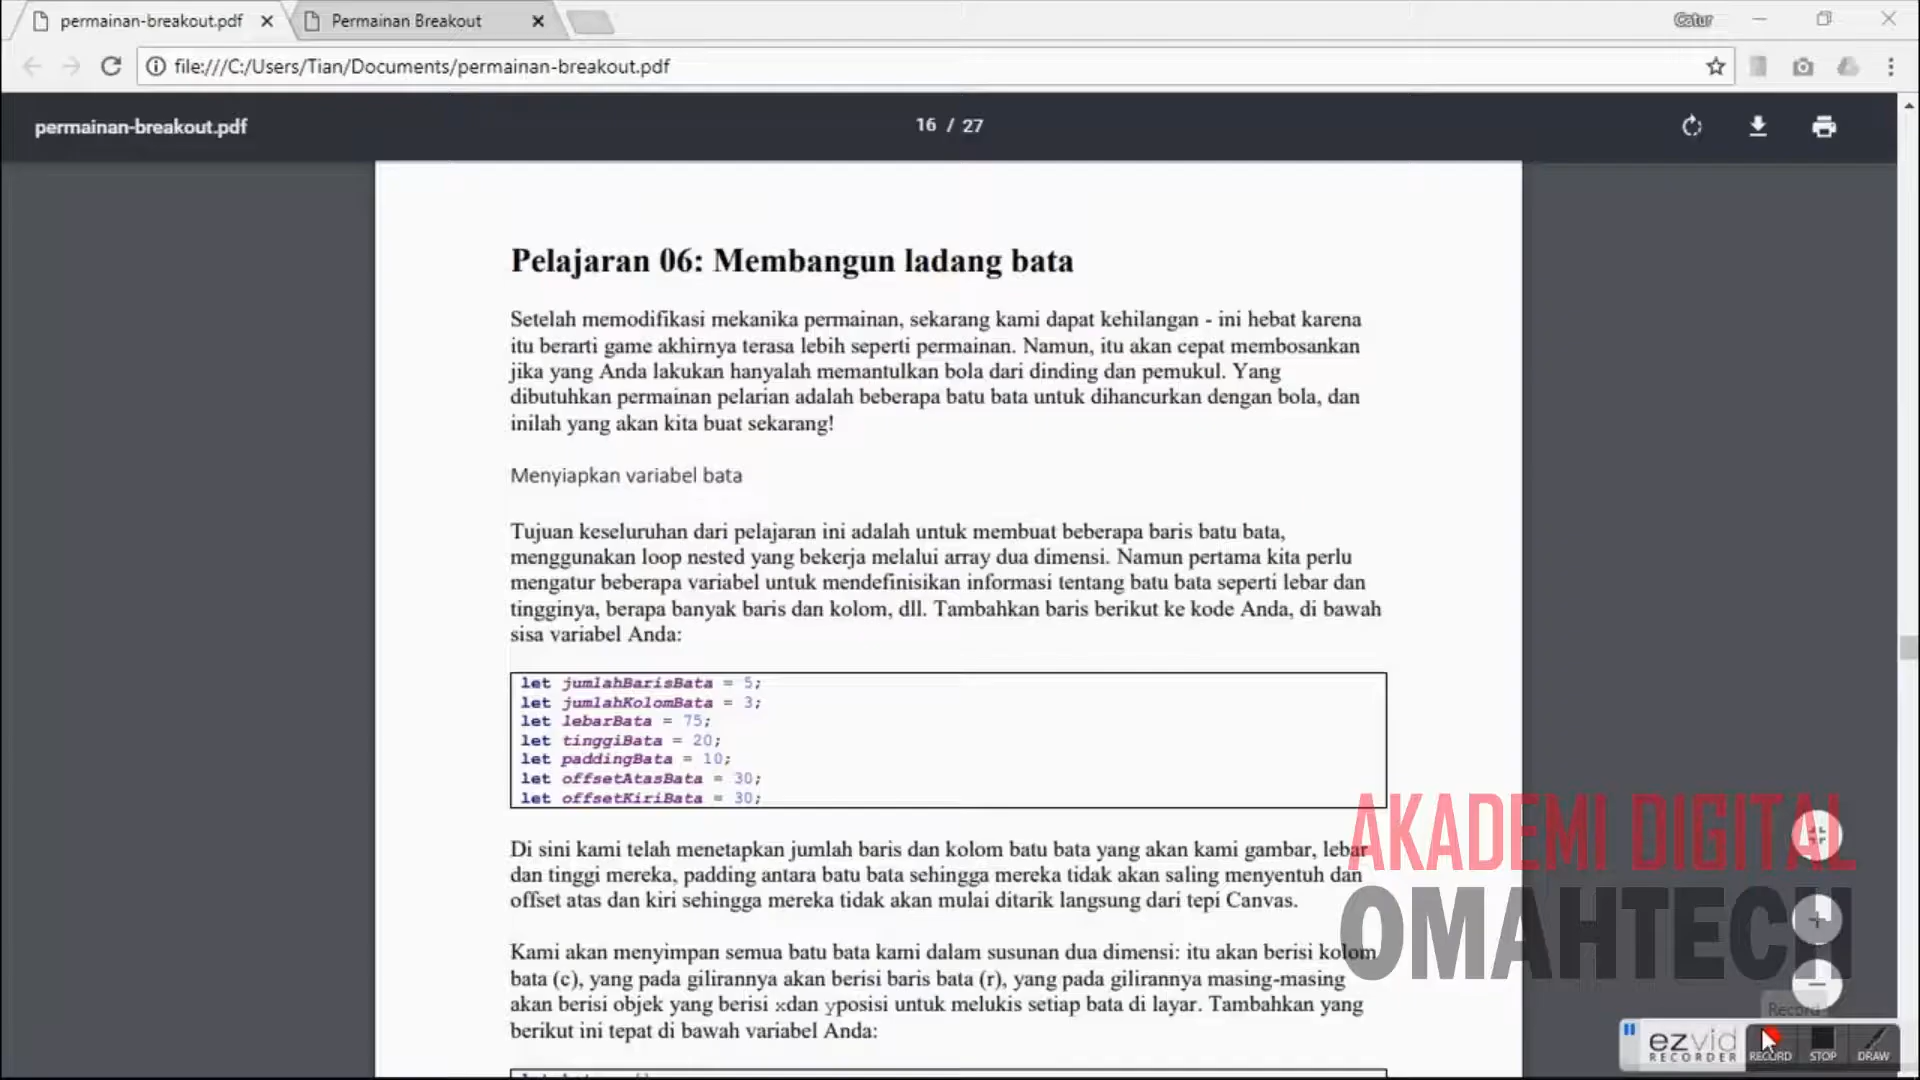 permainan-breakout.pdf
Permainan Breakout
Catur
file:///C:/Users/Tian/Documents/permainan-breakout.pdf
permainan-breakout.pdf
16 / 27
Pelajaran 06: Membangun ladang bata
Setelah memodifikasi mekanika permainan, sekarang kami dapat kehilangan - ini hebat karena
itu berarti game akhirnya terasa lebih seperti permainan. Namun, itu akan cepat membosankan
jika yang Anda lakukan hanyalah memantulkan bola dari dinding dan pemukul. Yang
dibutuhkan permainan pelarian adalah beberapa batu bata untuk dihancurkan dengan bola, dan
inilah yang akan kita buat sekarang!
Menyiapkan variabel bata
Tujuan keseluruhan dari pelajaran ini adalah untuk membuat beberapa baris batu bata,
menggunakan loop nested yang bekerja melalui array dua dimensi. Namun pertama kita perlu
mengatur beberapa variabel untuk mendefinisikan informasi tentang batu bata seperti lebar dan
tingginya, berapa banyak baris dan kolom, dll. Tambahkan baris berikut ke kode Anda, di bawah
sisa variabel Anda:
let jumlahBarisBata = 5;
let jumlahKolomBata = 3;
let lebarBata = 75;
let tinggiBata = 20;
let paddingBata = 10;
let offsetAtasBata = 30;
let offsetKiriBata = 30;
Di sini kami telah menetapkan jumlah baris dan kolom batu bata yang akan kami gambar, lebar
dan tinggi mereka, padding antara batu bata sehingga mereka tidak akan saling menyentuh dan
offset atas dan kiri sehingga mereka tidak akan mulai ditarik langsung dari tepi Canvas.
Kami akan menyimpan semua batu bata kami dalam susunan dua dimensi: itu akan berisi kolom
bata (c), yang pada gilirannya akan berisi baris bata (r), yang pada gilirannya masing-masing
akan berisi objek yang berisi xdan yposisi untuk melukis setiap bata di layar. Tambahkan yang
berikut ini tepat di bawah variabel Anda:
AKADEMI DIGITAL
OMAHTECH
Record
ezvid
RECORDER
RECORD
STOP
DRAW